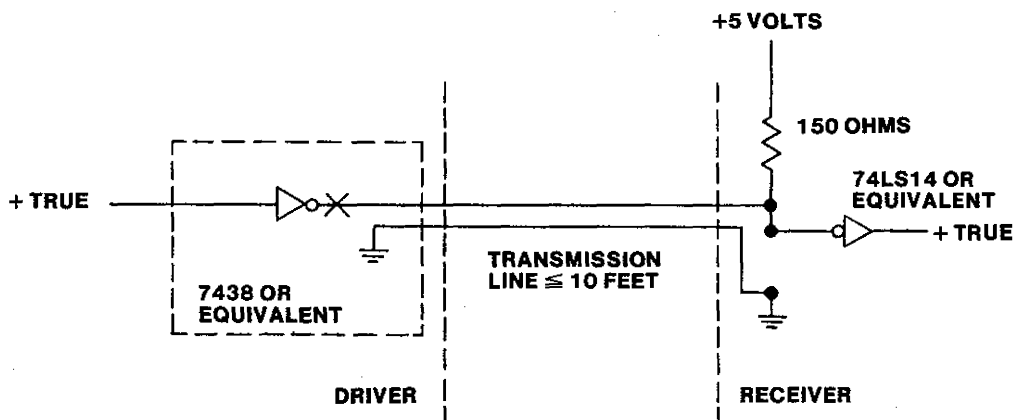 +5 VOLTS
150 OHMS
74LS14 OR
EQUIVALENT
+ TRUE
+ TRUE
TRANSMISSION
LINE ≦ 10 FEET
7438 OR
EQUIVALENT
DRIVER
RECEIVER